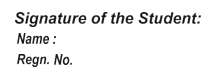 Signature of the Student:
Name :
Regn. No.